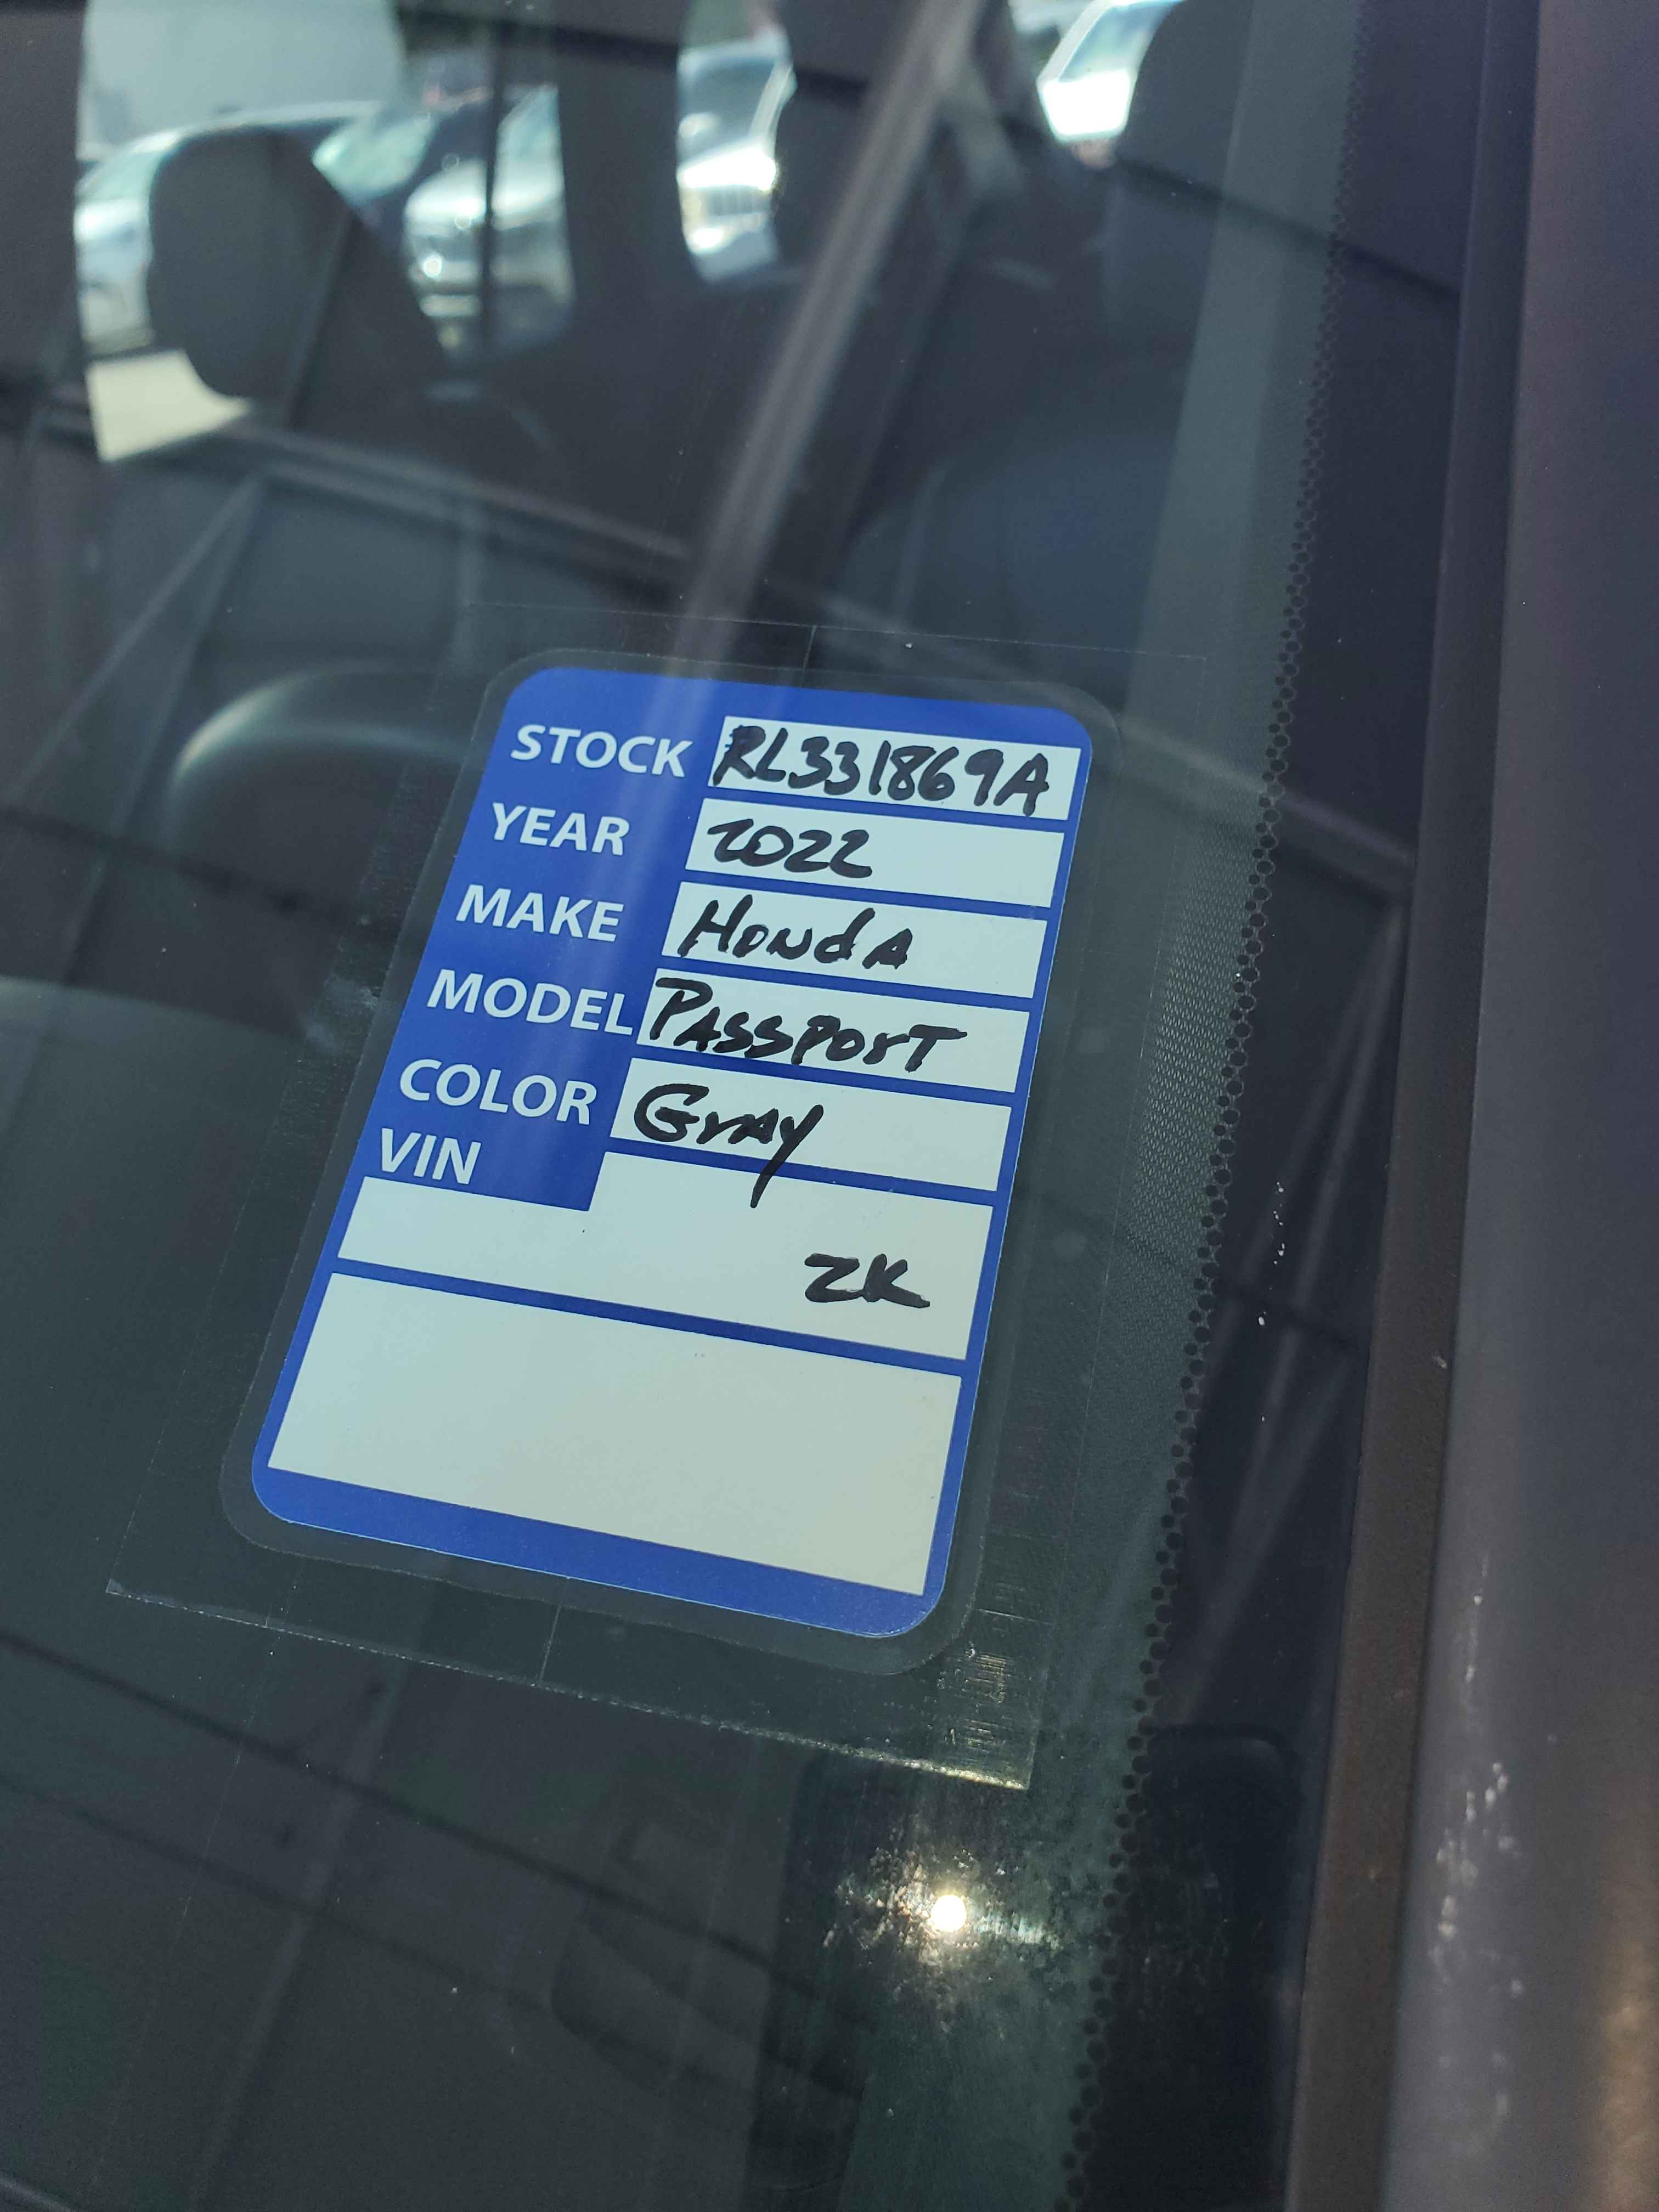 STOCK RL331869A
YEAR 2022
MAKE HondA
MODEL PASSPOrT
COLOR GrAy
VIN
ZK